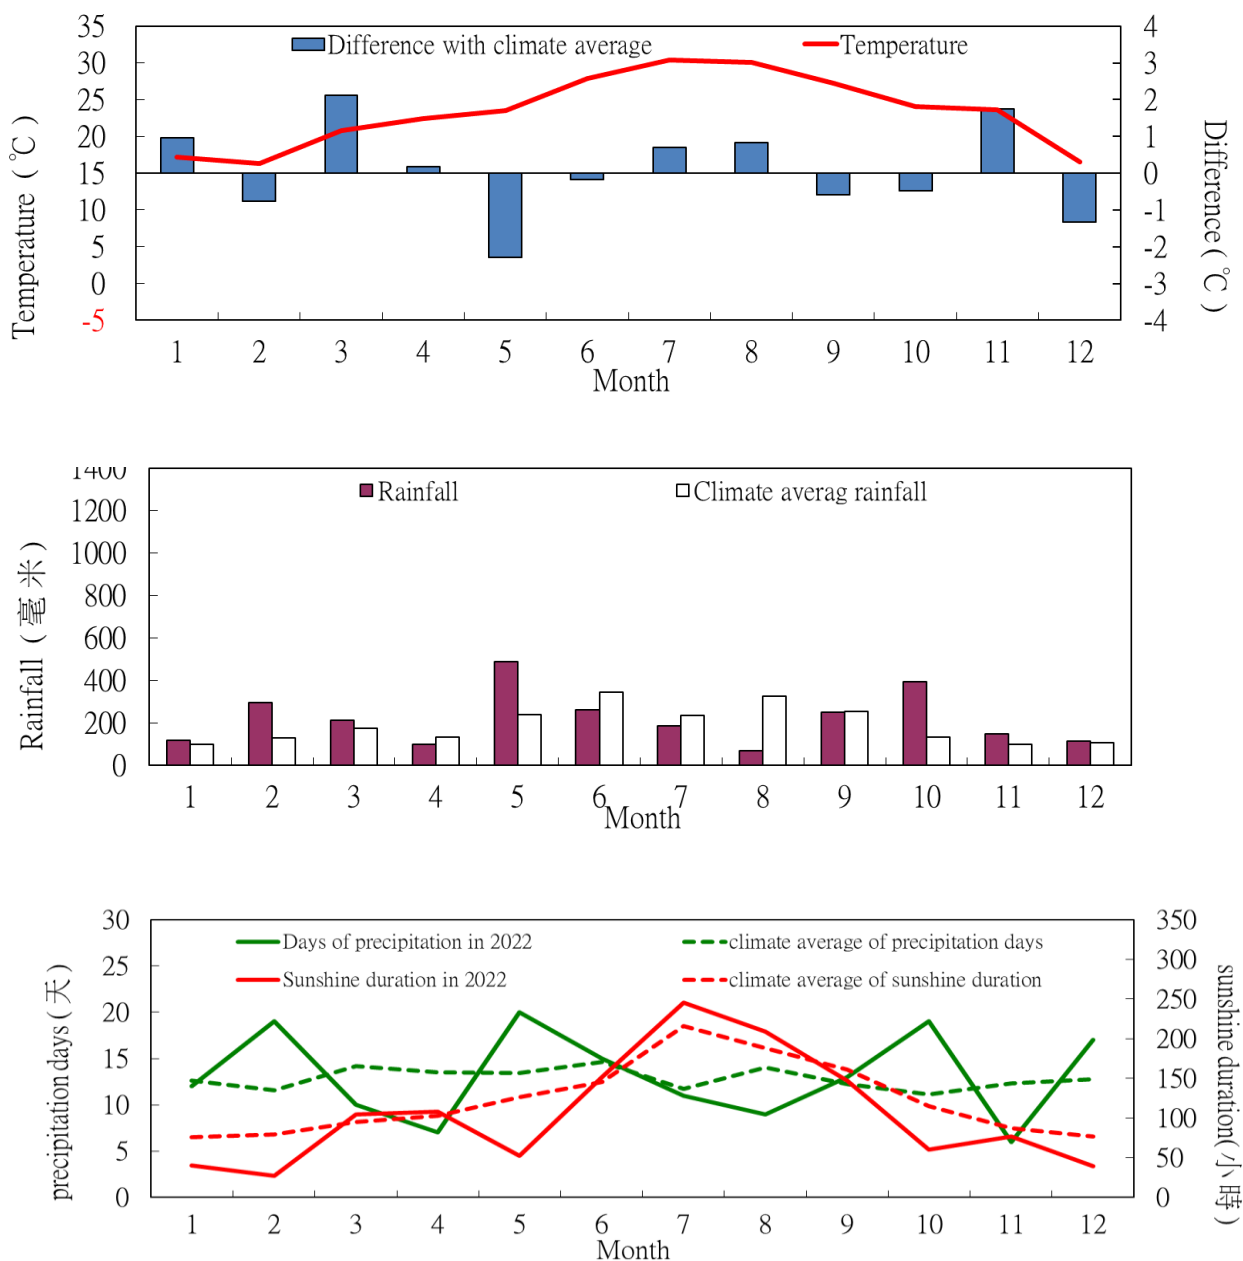 Difference with climate average
Temperature
35
30
25
20
15
10
5
0
-5
4
3
2
1
0
-1
-2
-3
-4
Temperature (℃)
Difference(℃)
1 2 3 4 5 6 7 8 9 10 11 12
Month
Rainfall
Climate averag rainfall
1400
1200
1000
800
600
400
200
0
Rainfall (毫米)
1 2 3 4 5 6 7 8 9 10 11 12
Month
Days of precipitation in 2022
climate average of precipitation days
Sunshine duration in 2022
climate average of sunshine duration
30
25
20
15
10
5
0
350
300
250
200
150
100
50
0
precipitation days(天)
sunshine duration(小時)
1 2 3 4 5 6 7 8 9 10 11 12
Month